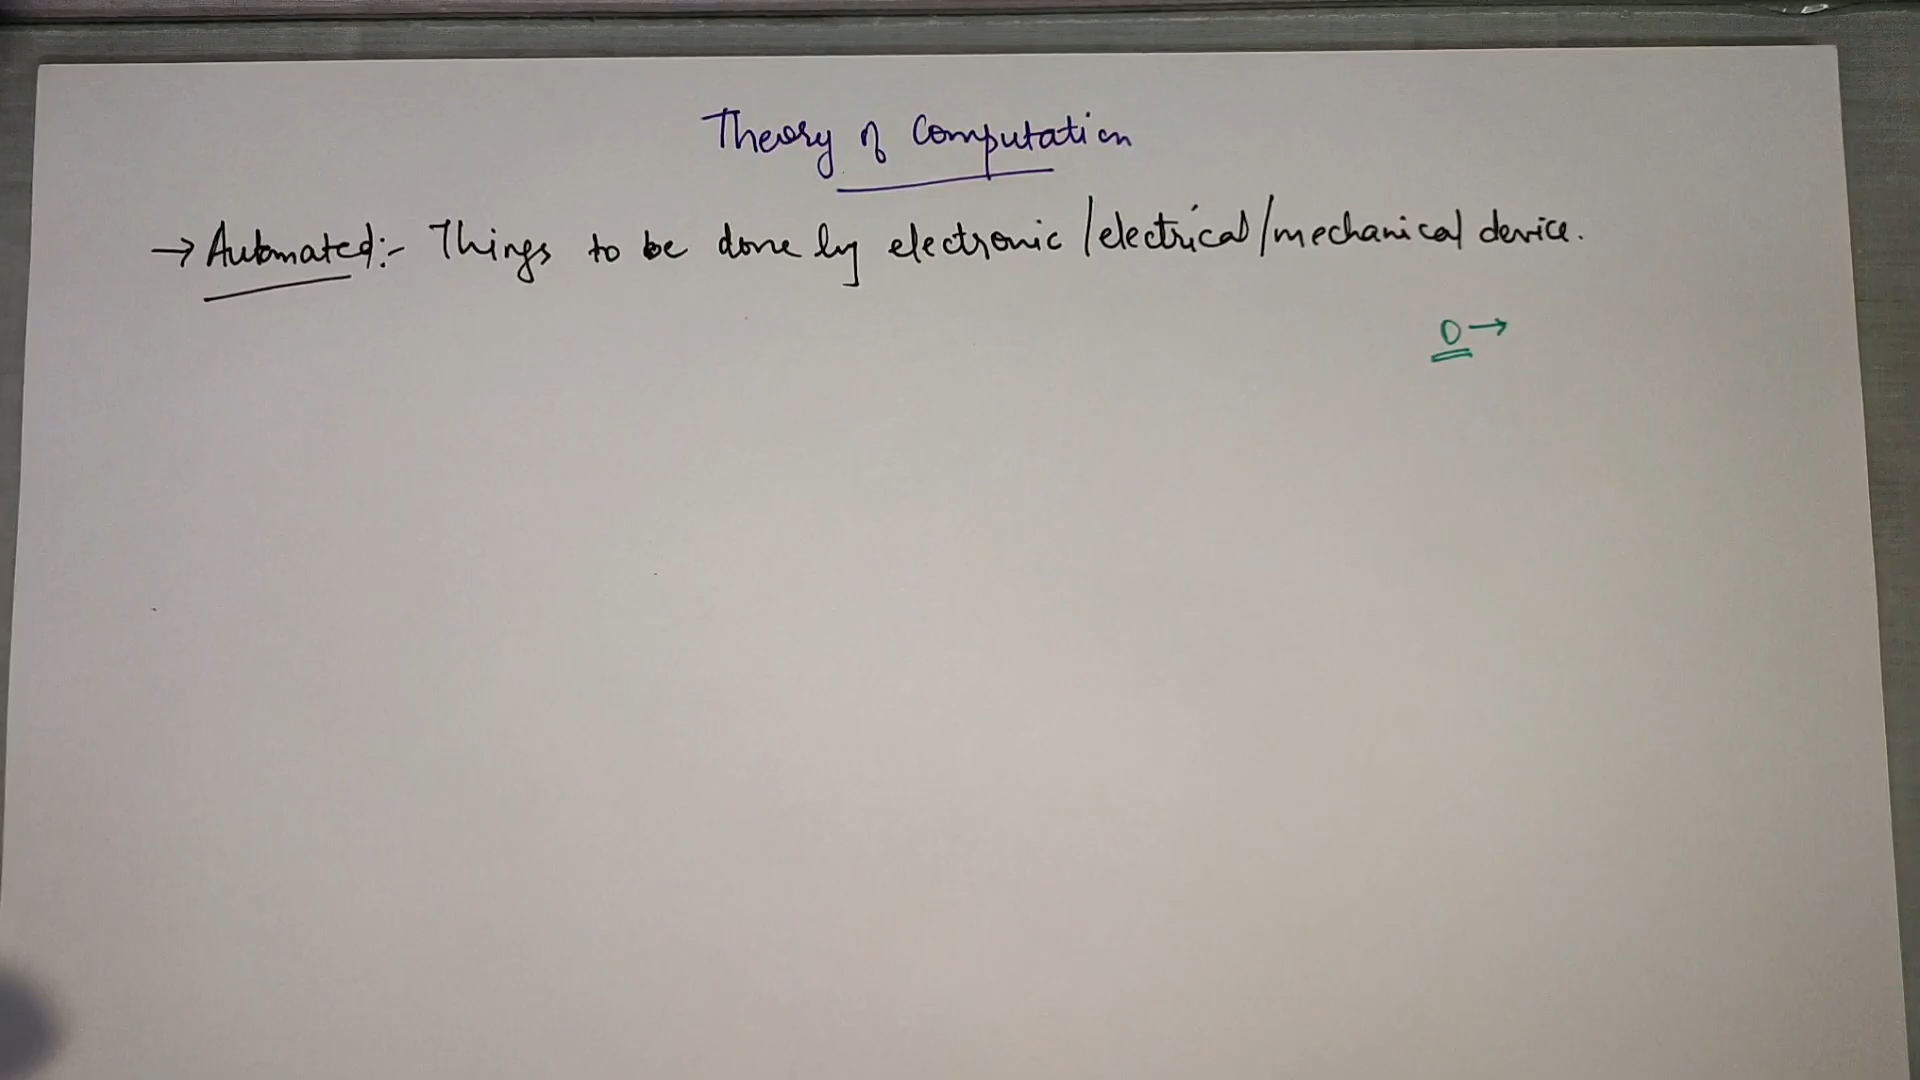 Theory of Computation
→ Automated:- Things to be done by electronic/electrical/mechanical device.
0→